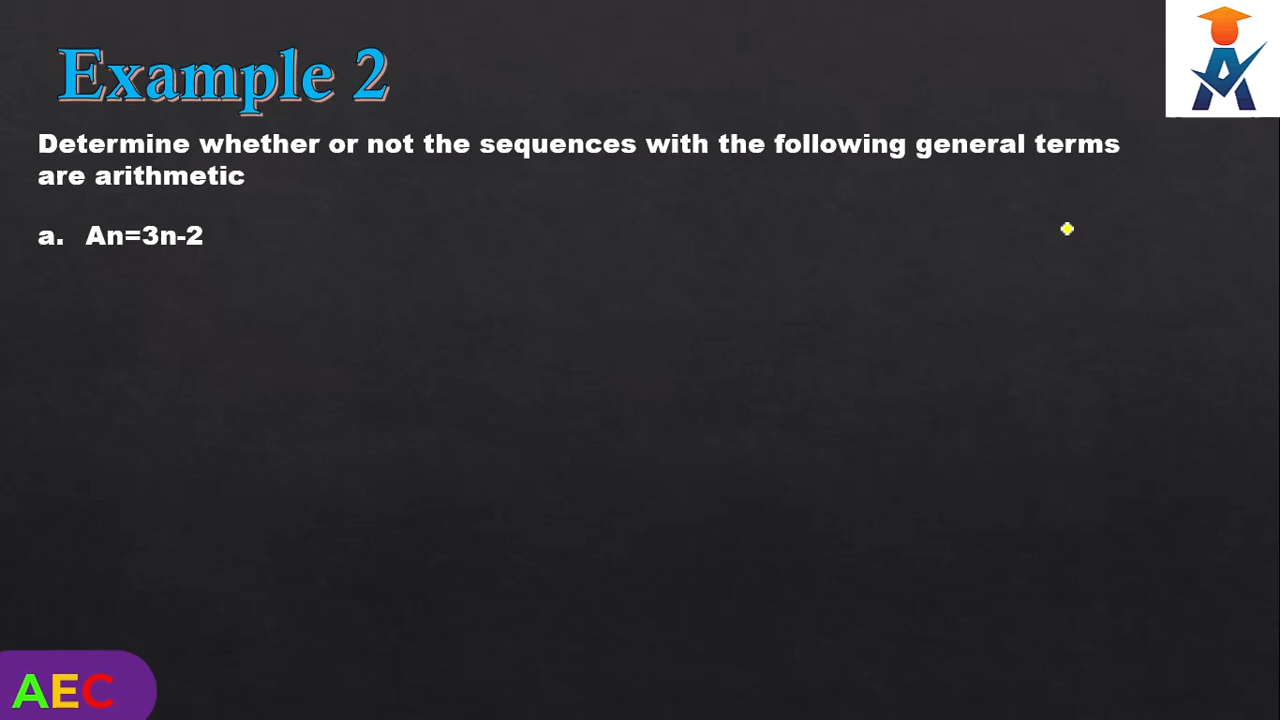 Example 2
Determine whether or not the sequences with the following general terms
are arithmetic
a. An=3n-2
AEC